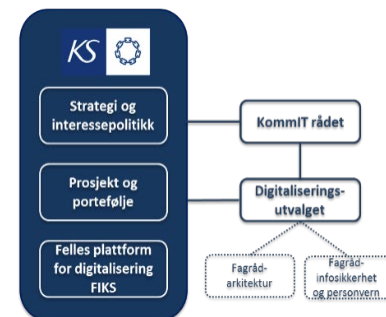 KS
Strategi og
interessepolitikk
KommIT rådet
Prosjekt og
portefølje
Digitaliserings-
utvalget
Felles plattform
for digitalisering
FIKS
Fagråd-
arkitektur
Fagråd
-infosikkerhet
og personvern